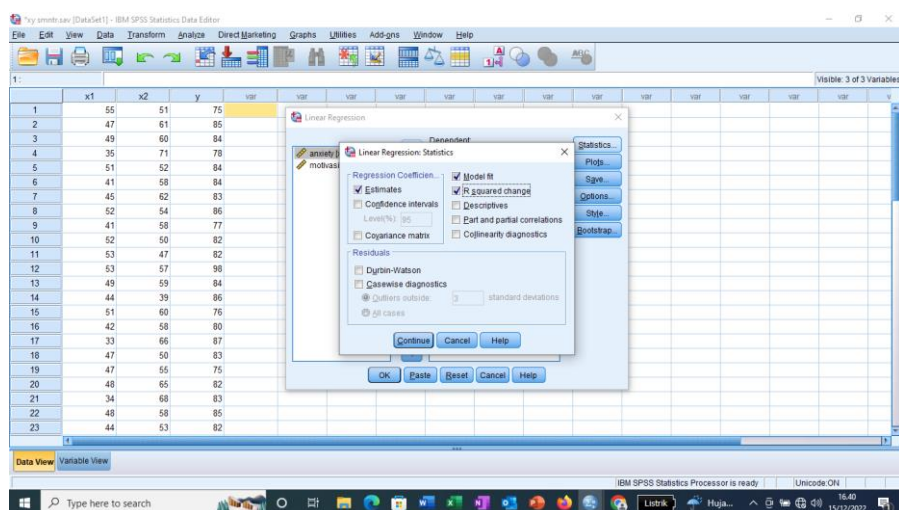 *xy smntr.sav [DataSet1] - IBM SPSS Statistics Data Editor
File Edit View Data Transform Analyze Direct Marketing Graphs Utilities Add-ons Window Help
1 :
Visible: 3 of 3 Variables
x1 x2 y var var var var var var var var var var var var
1 55 51 75
2 47 61 85
3 49 60 84
4 35 71 78
5 51 52 84
6 41 58 84
7 45 62 83
8 52 54 86
9 41 58 77
10 52 50 82
11 53 47 82
12 53 57 98
13 49 59 84
14 44 39 86
15 51 60 76
16 42 58 80
17 33 66 87
18 47 50 83
19 47 55 75
20 48 65 82
21 34 68 83
22 48 58 85
23 44 53 82
Linear Regression
Dependent
anxiety
motivasi
Statistics...
Plots...
Save...
Options...
Style...
Bootstrap...
OK Paste Reset Cancel Help
Linear Regression: Statistics
Regression Coefficien...
Estimates
Confidence intervals
Level(%): 95
Covariance matrix
Model fit
R squared change
Descriptives
Part and partial correlations
Collinearity diagnostics
Residuals
Durbin-Watson
Casewise diagnostics
Outliers outside: 3 standard deviations
All cases
Continue Cancel Help
Data View Variable View
IBM SPSS Statistics Processor is ready Unicode:ON
Type here to search
Listrik
Huja...
16.40
15/12/2022